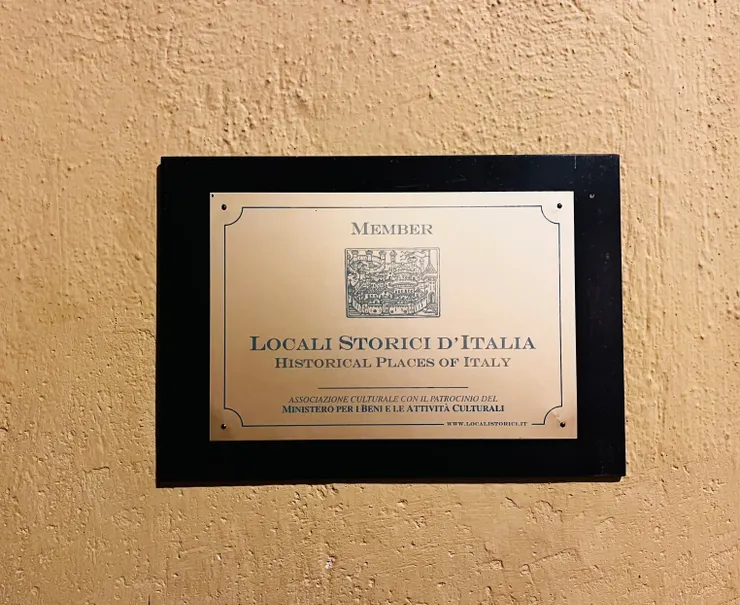 MEMBER
LOCALI STORICI D'ITALIA
HISTORICAL PLACES OF ITALY
ASSOCIAZIONE CULTURALE CON IL PATROCINIO DEL
MINISTERO PER I BENI E LE ATTIVITÀ CULTURALI
WWW.LOCALISTORICI.IT